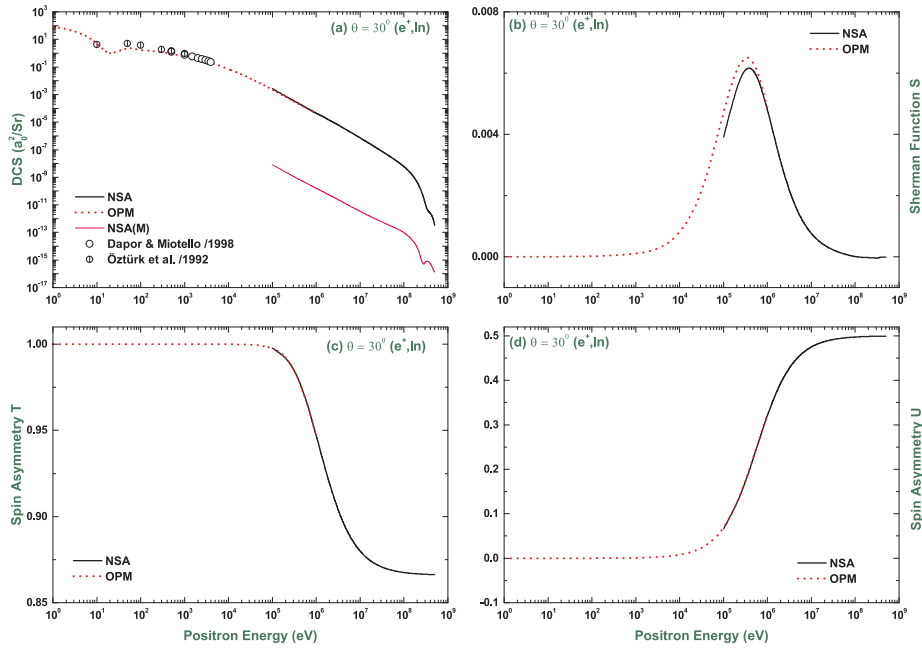 (a) θ = 30⁰ (e⁺,In)
10³
10¹
10⁻¹
10⁻³
10⁻⁵
10⁻⁷
10⁻⁹
10⁻¹¹
10⁻¹³
10⁻¹⁵
10⁻¹⁷
DCS (a₀²/Sr)
NSA
OPM
NSA(M)
Dapor & Miotello /1998
Öztürk et al. /1992
10⁰ 10¹ 10² 10³ 10⁴ 10⁵ 10⁶ 10⁷ 10⁸ 10⁹
(b) θ = 30⁰ (e⁺,In)
NSA
OPM
0.008
0.004
0.000
Sherman Function S
10⁰ 10¹ 10² 10³ 10⁴ 10⁵ 10⁶ 10⁷ 10⁸ 10⁹
(c) θ = 30⁰ (e⁺,In)
1.00
0.95
0.90
0.85
Spin Asymmetry T
NSA
OPM
10⁰ 10¹ 10² 10³ 10⁴ 10⁵ 10⁶ 10⁷ 10⁸ 10⁹
Positron Energy (eV)
(d) θ = 30⁰ (e⁺,In)
0.5
0.4
0.3
0.2
0.1
0.0
-0.1
Spin Asymmetry U
NSA
OPM
10⁰ 10¹ 10² 10³ 10⁴ 10⁵ 10⁶ 10⁷ 10⁸ 10⁹
Positron Energy (eV)